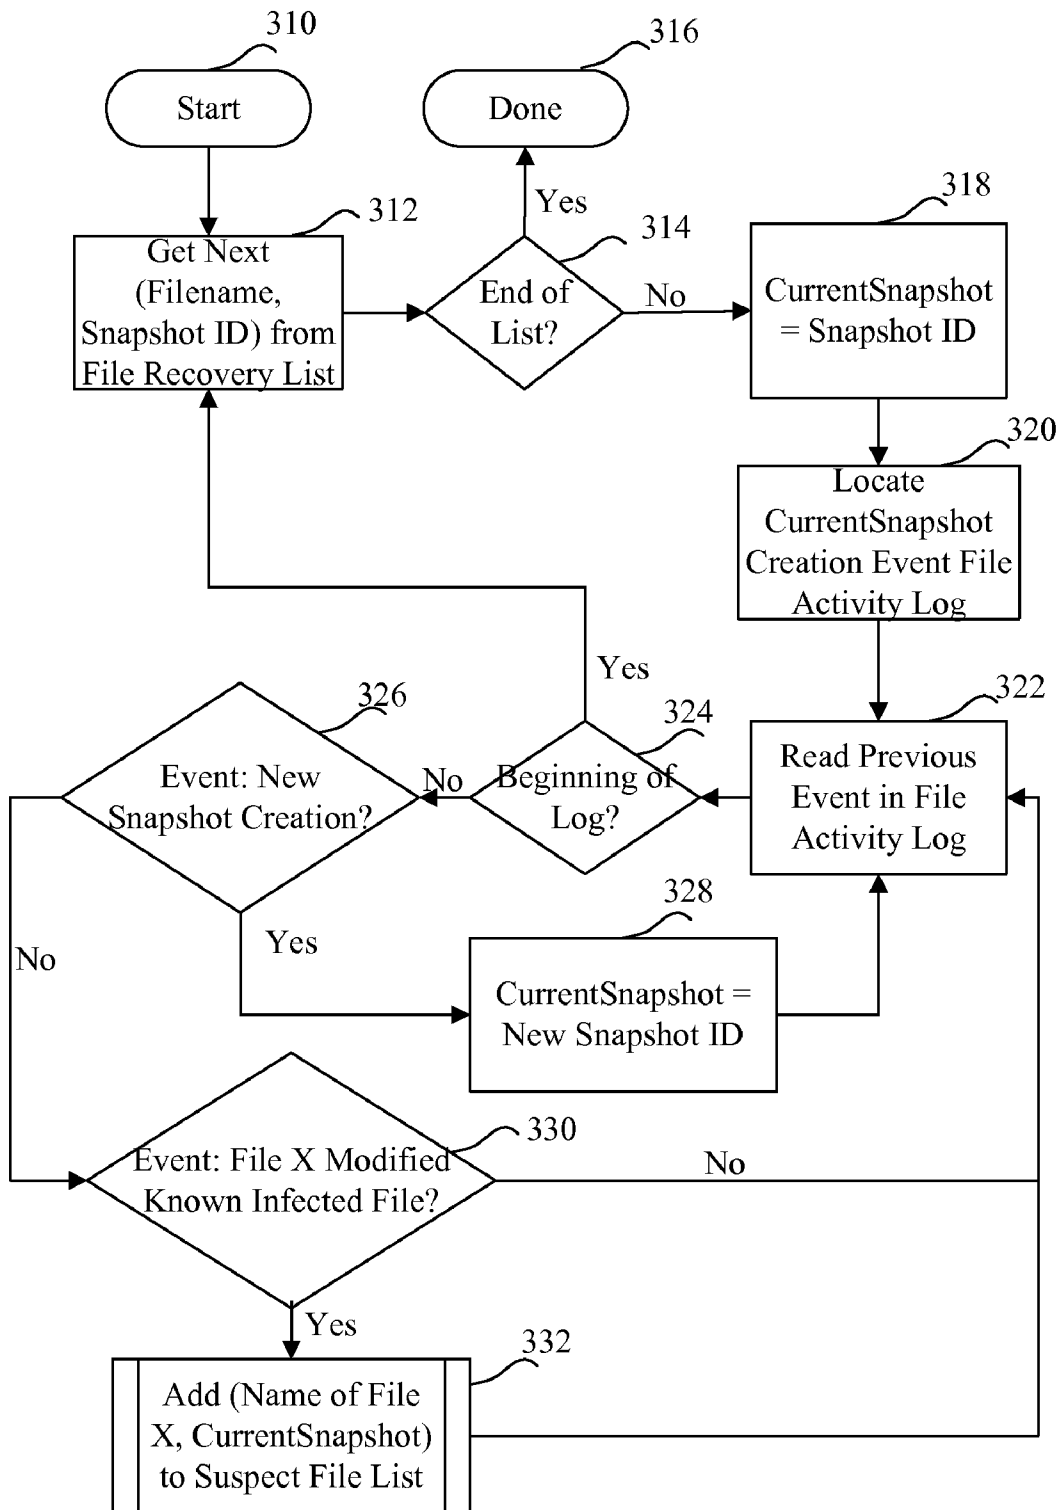 310
Start
316
Done
312
Get Next
(Filename,
Snapshot ID) from
File Recovery List
Yes
314
End of
List?
No
318
CurrentSnapshot
= Snapshot ID
320
Locate
CurrentSnapshot
Creation Event File
Activity Log
322
Read Previous
Event in File
Activity Log
Yes
324
Beginning of
Log?
No
326
Event: New
Snapshot Creation?
Yes
No
328
CurrentSnapshot =
New Snapshot ID
330
Event: File X Modified
Known Infected File?
No
Yes
332
Add (Name of File
X, CurrentSnapshot)
to Suspect File List